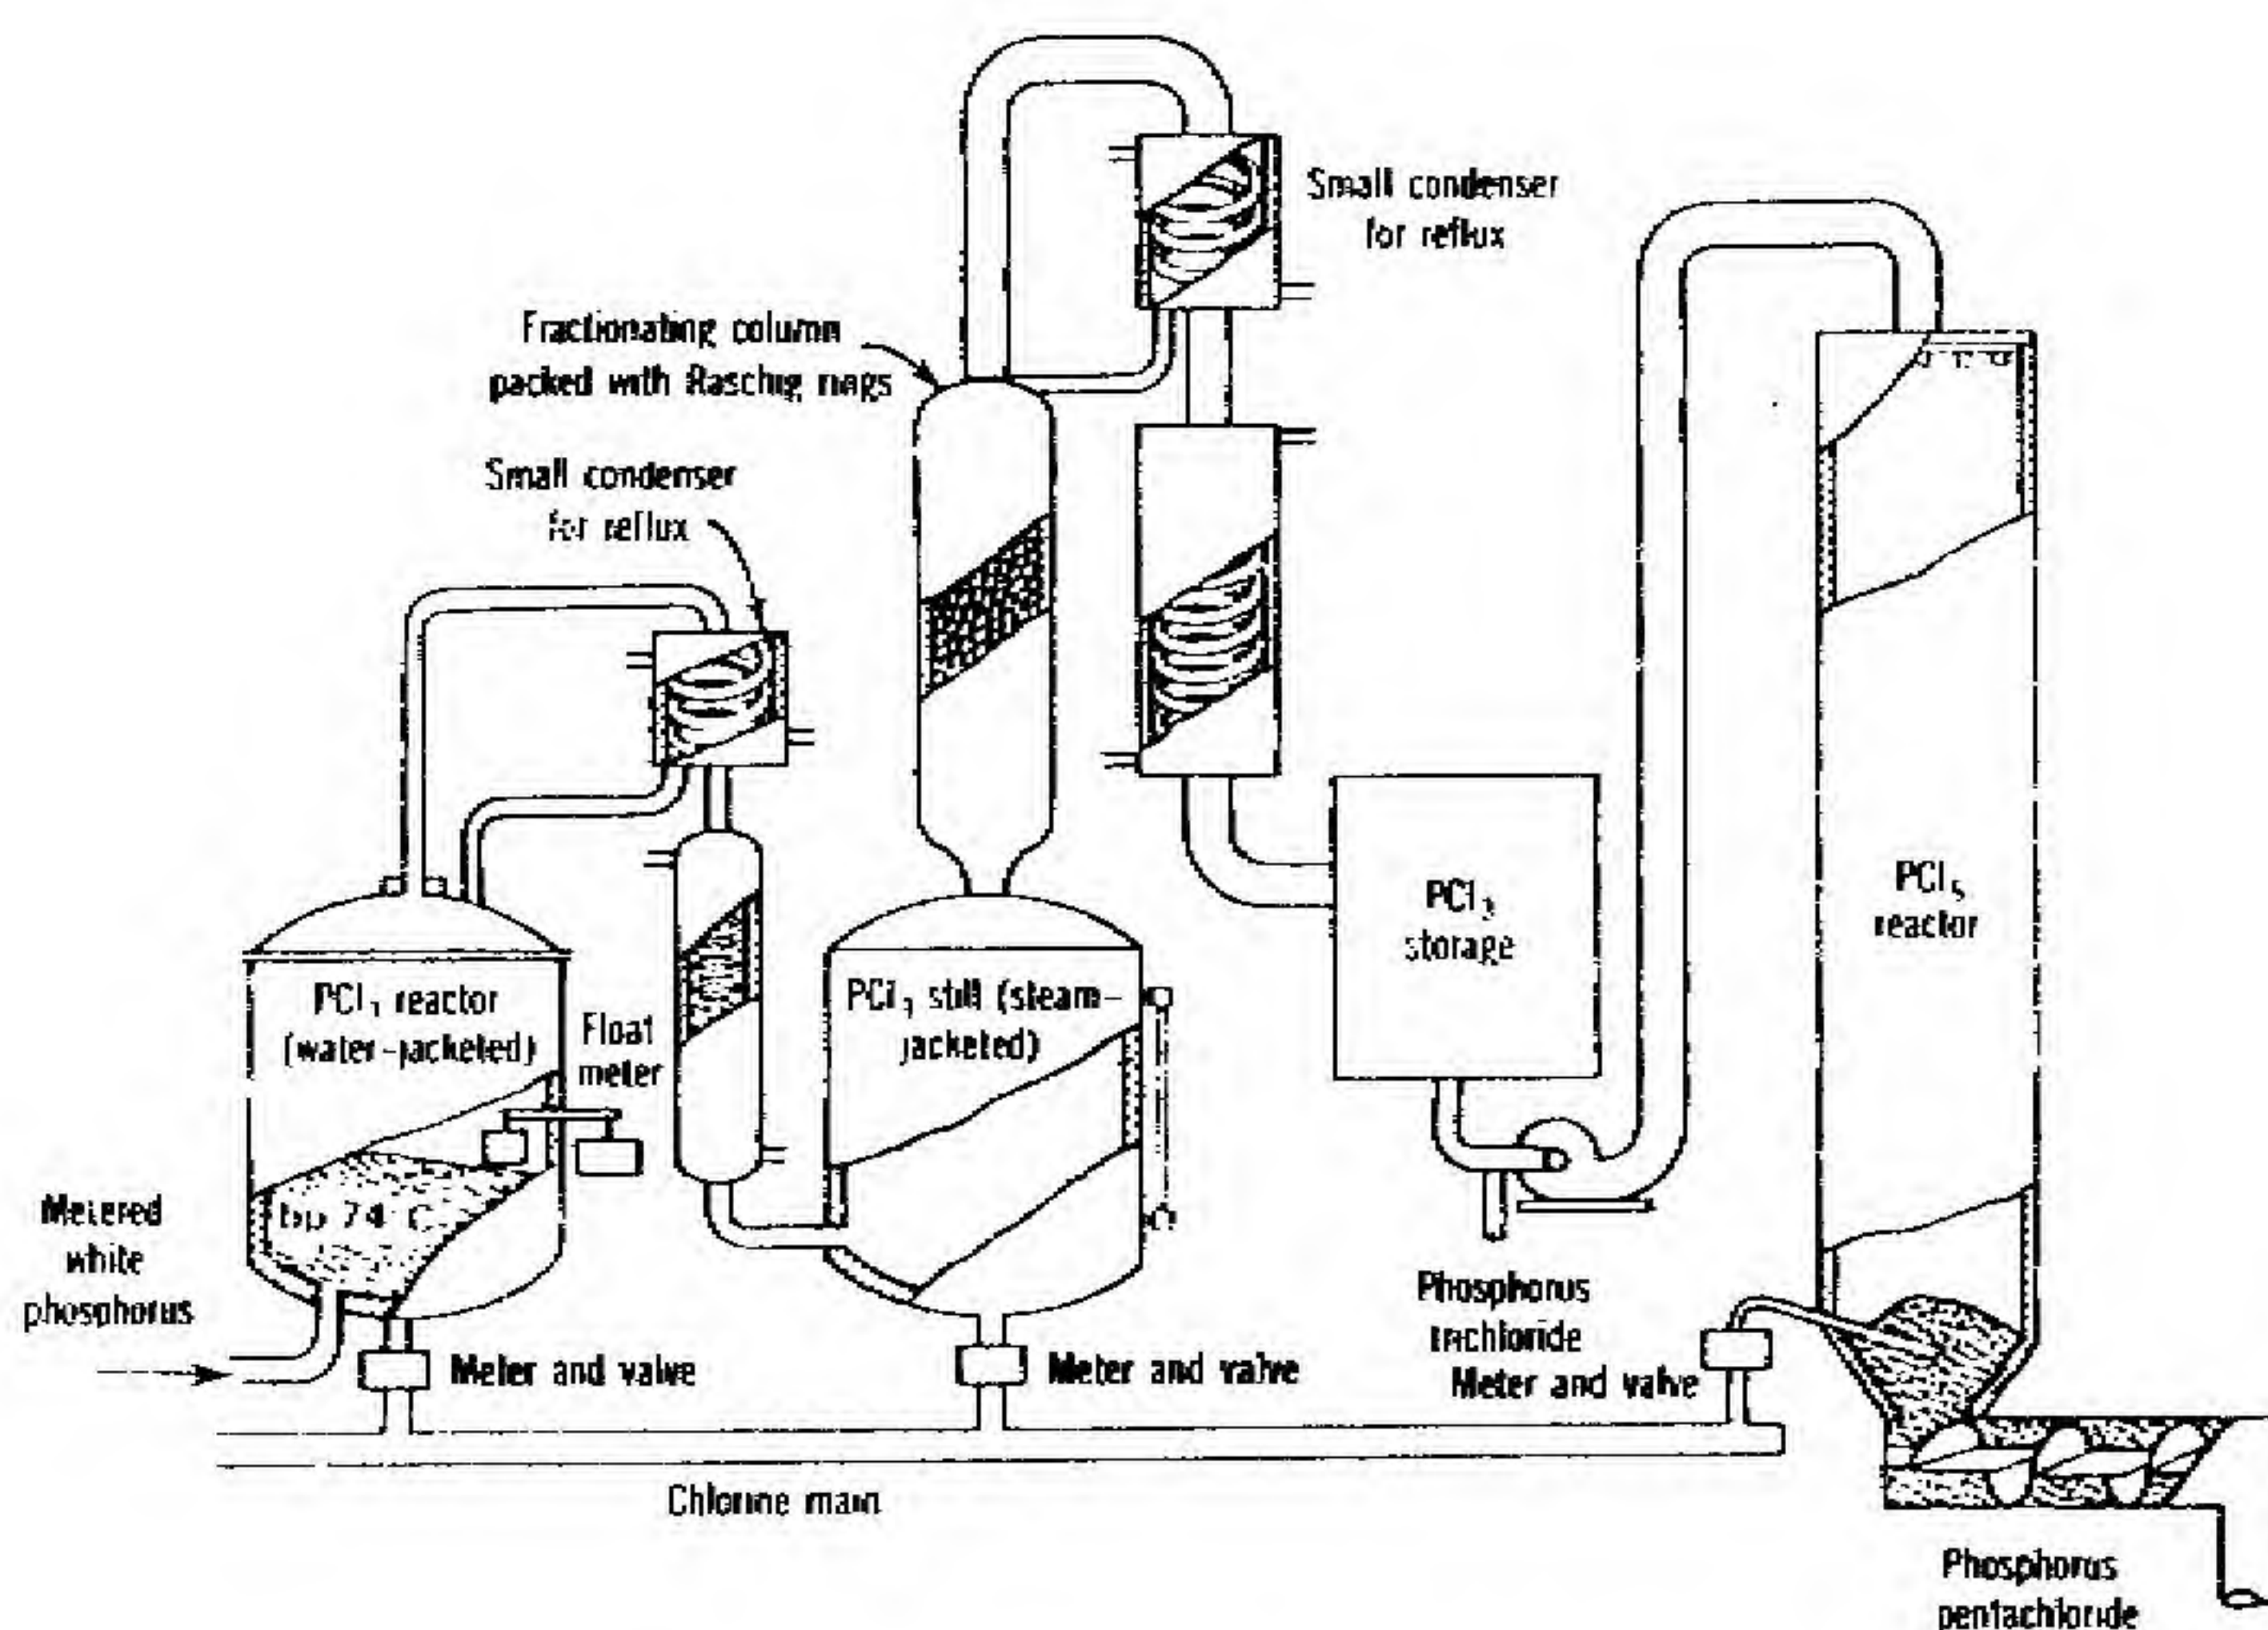 Small condenser
for reflux
Fractionating column
packed with Raschig rings
Small condenser
for reflux
PCl₃ reactor
(water-jacketed)
Float
meter
bp 74°C
PCl₃ still (steam-
jacketed)
PCl₃
storage
PCl₅
reactor
Metered
white
phosphorus
Phosphorus
trichloride
Meter and valve
Meter and valve
Meter and valve
Chlorine main
Phosphorus
pentachloride